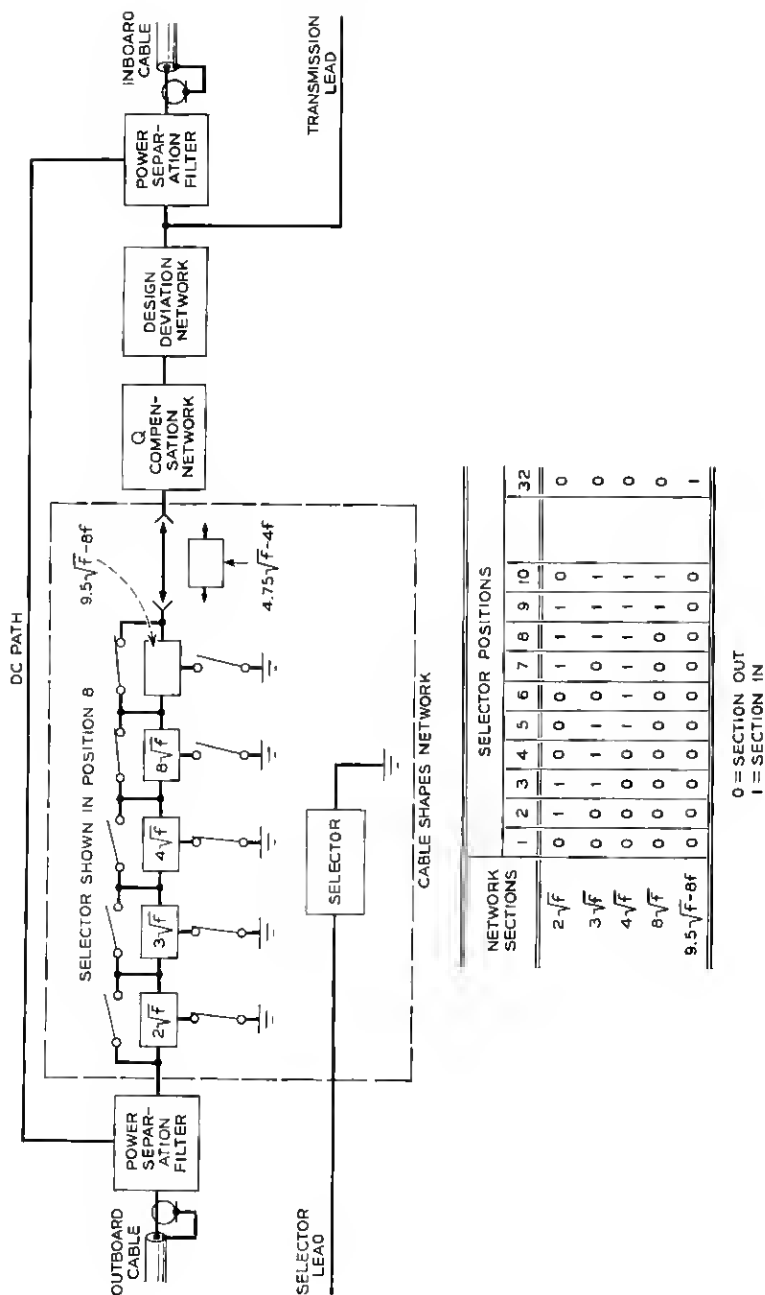 DC PATH
OUTBOARD
CABLE
POWER
SEPAR-
ATION
FILTER
SELECTOR SHOWN IN POSITION 8
2√f
3√f
4√f
8√f
9.5√f-8f
4.75√f-4f
Q
COMPEN-
SATION
NETWORK
DESIGN
DEVIATION
NETWORK
POWER
SEPAR-
ATION
FILTER
INBOARD
CABLE
SELECTOR
LEAD
SELECTOR
CABLE SHAPES NETWORK
TRANSMISSION
LEAD
NETWORK
SECTIONS
SELECTOR POSITIONS
1 2 3 4 5 6 7 8 9 10 32
2√f 0 1 1 0 0 0 1 1 1 0 0
3√f 0 0 1 1 1 0 0 1 1 1 0
4√f 0 0 0 0 1 1 1 1 1 1 0
8√f 0 0 0 0 0 0 0 0 1 1 0
9.5√f-8f 0 0 0 0 0 0 0 0 0 0 1
0 = SECTION OUT
1 = SECTION IN